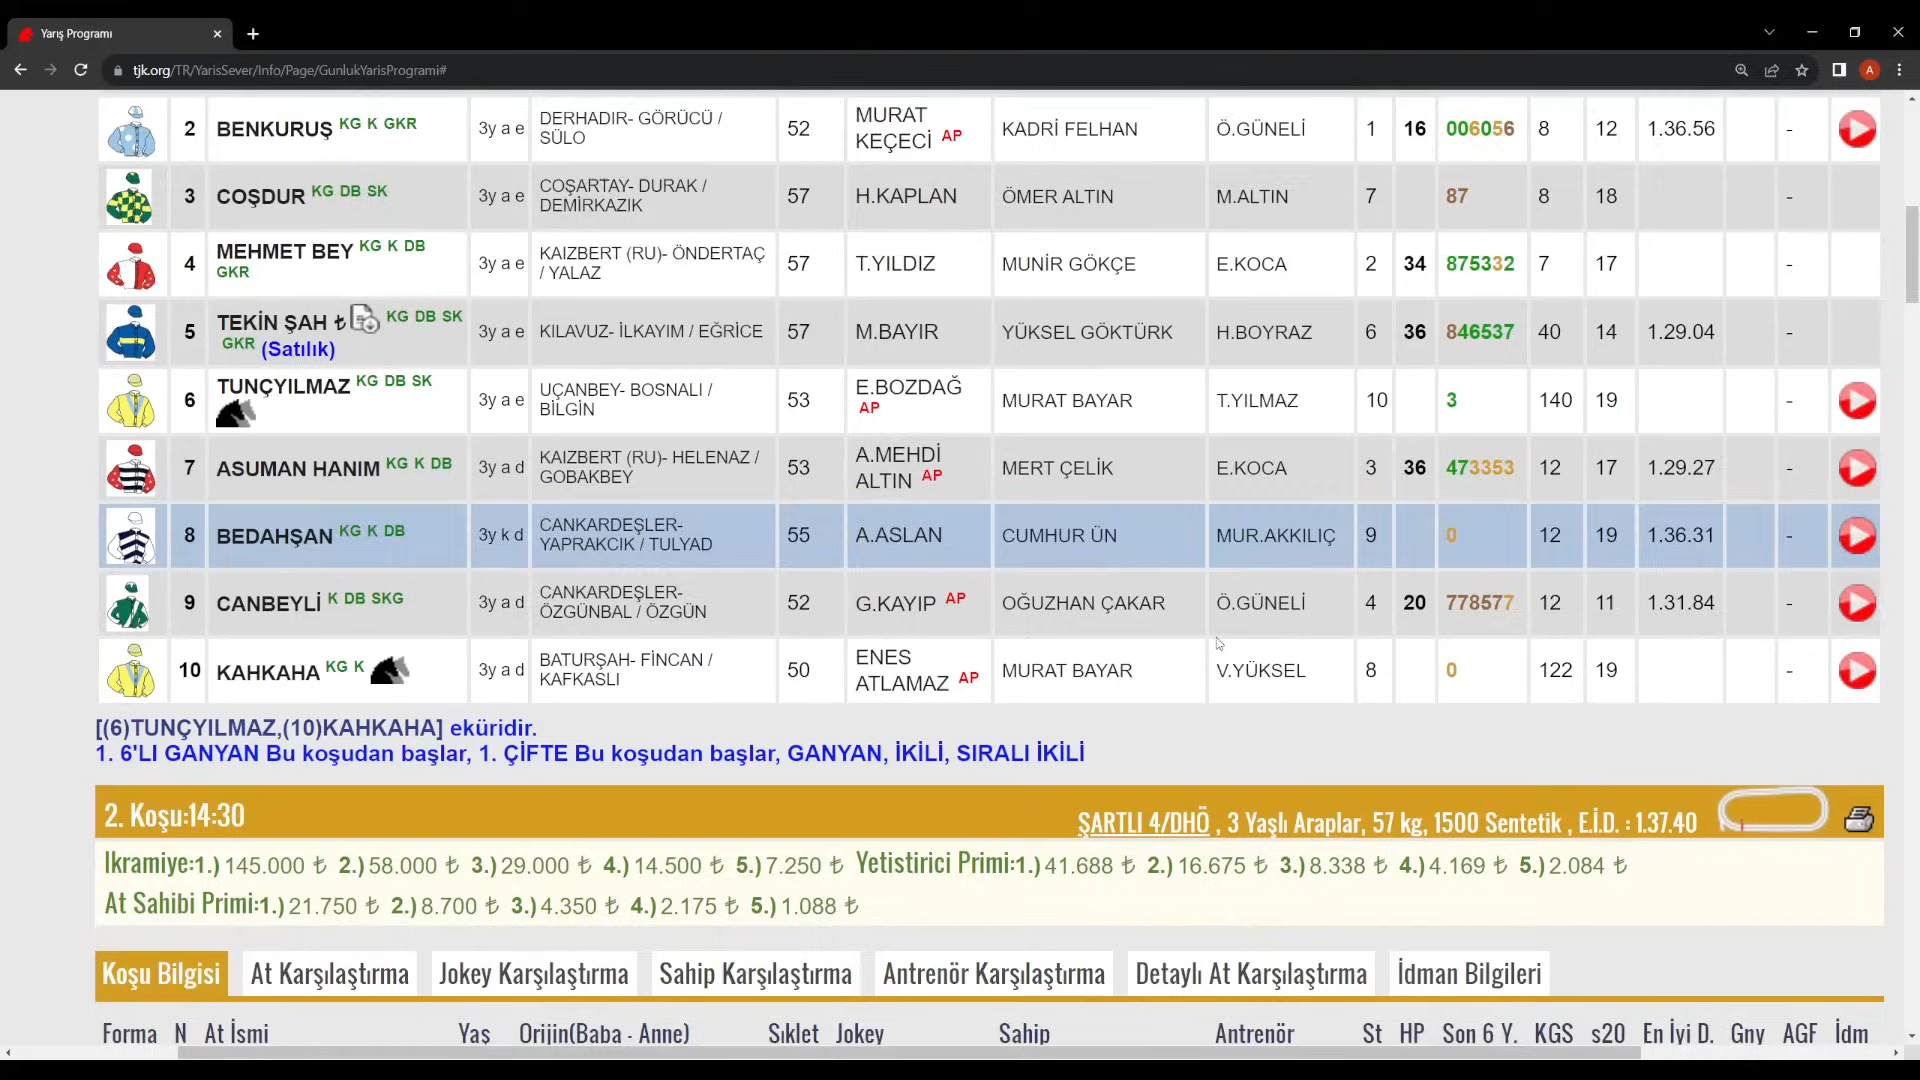 Yarış Programı
tjk.org/TR/YarisSever/Info/Page/GunlukYarisProgrami#
A
2 BENKURUŞ KG K GKR 3y a e DERHADIR- GÖRÜCÜ / SÜLO 52 MURAT KEÇECİ AP KADRİ FELHAN Ö.GÜNELİ 1 16 006056 8 12 1.36.56 -
3 COŞDUR KG DB SK 3y a e COŞARTAY- DURAK / DEMİRKAZIK 57 H.KAPLAN ÖMER ALTIN M.ALTIN 7 87 8 18 -
4 MEHMET BEY KG K DB GKR 3y a e KAIZBERT (RU)- ÖNDERTAÇ / YALAZ 57 T.YILDIZ MUNİR GÖKÇE E.KOCA 2 34 875332 7 17 -
5 TEKİN ŞAH ₺ KG DB SK GKR (Satılık) 3y a e KILAVUZ- İLKAYIM / EĞRİCE 57 M.BAYIR YÜKSEL GÖKTÜRK H.BOYRAZ 6 36 846537 40 14 1.29.04 -
6 TUNÇYILMAZ KG DB SK 3y a e UÇANBEY- BOSNALI / BİLGİN 53 E.BOZDAĞ AP MURAT BAYAR T.YILMAZ 10 3 140 19 -
7 ASUMAN HANIM KG K DB 3y a d KAIZBERT (RU)- HELENAZ / GOBAKBEY 53 A.MEHDİ ALTIN AP MERT ÇELİK E.KOCA 3 36 473353 12 17 1.29.27 -
8 BEDAHŞAN KG K DB 3y k d CANKARDEŞLER- YAPRAKCIK / TULYAD 55 A.ASLAN CUMHUR ÜN MUR.AKKILIÇ 9 0 12 19 1.36.31 -
9 CANBEYLİ K DB SKG 3y a d CANKARDEŞLER- ÖZGÜNBAL / ÖZGÜN 52 G.KAYIP AP OĞUZHAN ÇAKAR Ö.GÜNELİ 4 20 778577 12 11 1.31.84 -
10 KAHKAHA KG K 3y a d BATURŞAH- FİNCAN / KAFKASLI 50 ENES ATLAMAZ AP MURAT BAYAR V.YÜKSEL 8 0 122 19 -
[(6)TUNÇYILMAZ,(10)KAHKAHA] eküridir.
1. 6'LI GANYAN Bu koşudan başlar, 1. ÇİFTE Bu koşudan başlar, GANYAN, İKİLİ, SIRALI İKİLİ
2. Koşu:14:30 ŞARTLI 4/DHÖ , 3 Yaşlı Araplar, 57 kg, 1500 Sentetik , E.İ.D. : 1.37.40
Ikramiye:1.) 145.000 ₺ 2.) 58.000 ₺ 3.) 29.000 ₺ 4.) 14.500 ₺ 5.) 7.250 ₺ Yetistirici Primi:1.) 41.688 ₺ 2.) 16.675 ₺ 3.) 8.338 ₺ 4.) 4.169 ₺ 5.) 2.084 ₺
At Sahibi Primi:1.) 21.750 ₺ 2.) 8.700 ₺ 3.) 4.350 ₺ 4.) 2.175 ₺ 5.) 1.088 ₺
Koşu Bilgisi At Karşılaştırma Jokey Karşılaştırma Sahip Karşılaştırma Antrenör Karşılaştırma Detaylı At Karşılaştırma İdman Bilgileri
Forma N At İsmi Yaş Orijin(Baba - Anne) Sıklet Jokey Sahip Antrenör St HP Son 6 Y. KGS s20 En İyi D. Gny AGF İdm